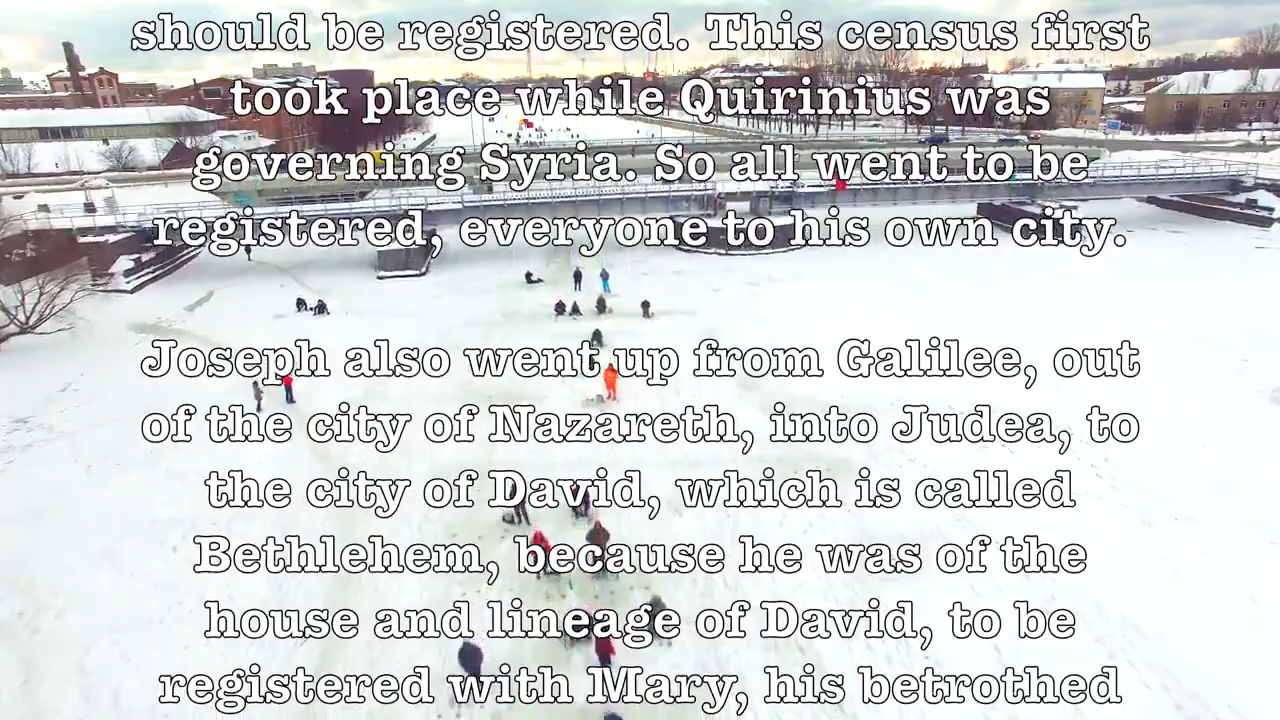 should be registered. This census first
took place while Quirinius was
governing Syria. So all went to be
registered, everyone to his own city.
Joseph also went up from Galilee, out
of the city of Nazareth, into Judea, to
the city of David, which is called
Bethlehem, because he was of the
house and lineage of David, to be
registered with Mary, his betrothed